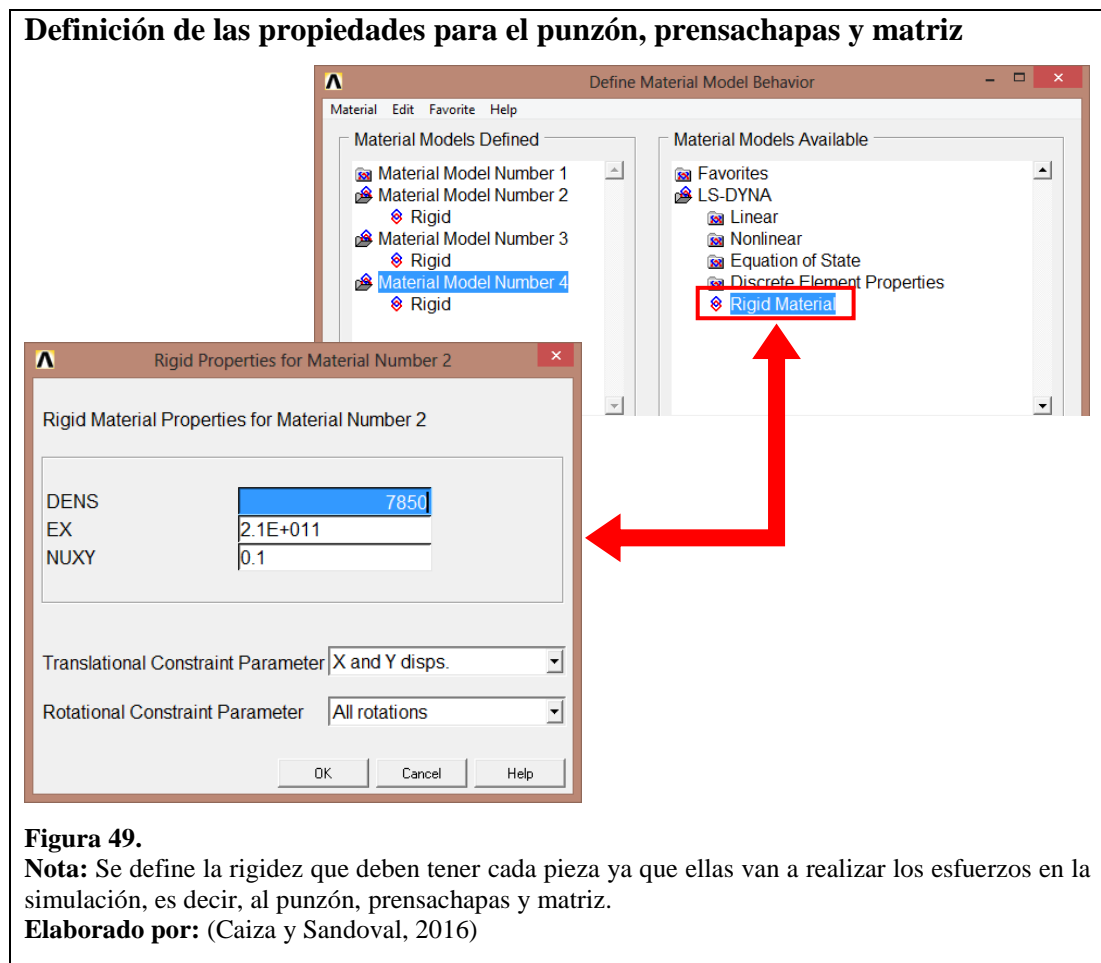 Definición de las propiedades para el punzón, prensachapas y matriz
Define Material Model Behavior
Material Edit Favorite Help
Material Models Defined
Material Model Number 1
Material Model Number 2
Rigid
Material Model Number 3
Rigid
Material Model Number 4
Rigid
Material Models Available
Favorites
LS-DYNA
Linear
Nonlinear
Equation of State
Discrete Element Properties
Rigid Material
Rigid Properties for Material Number 2
Rigid Material Properties for Material Number 2
DENS 7850
EX 2.1E+011
NUXY 0.1
Translational Constraint Parameter X and Y disps.
Rotational Constraint Parameter All rotations
OK Cancel Help
Figura 49.
Nota: Se define la rigidez que deben tener cada pieza ya que ellas van a realizar los esfuerzos en la
simulación, es decir, al punzón, prensachapas y matriz.
Elaborado por: (Caiza y Sandoval, 2016)